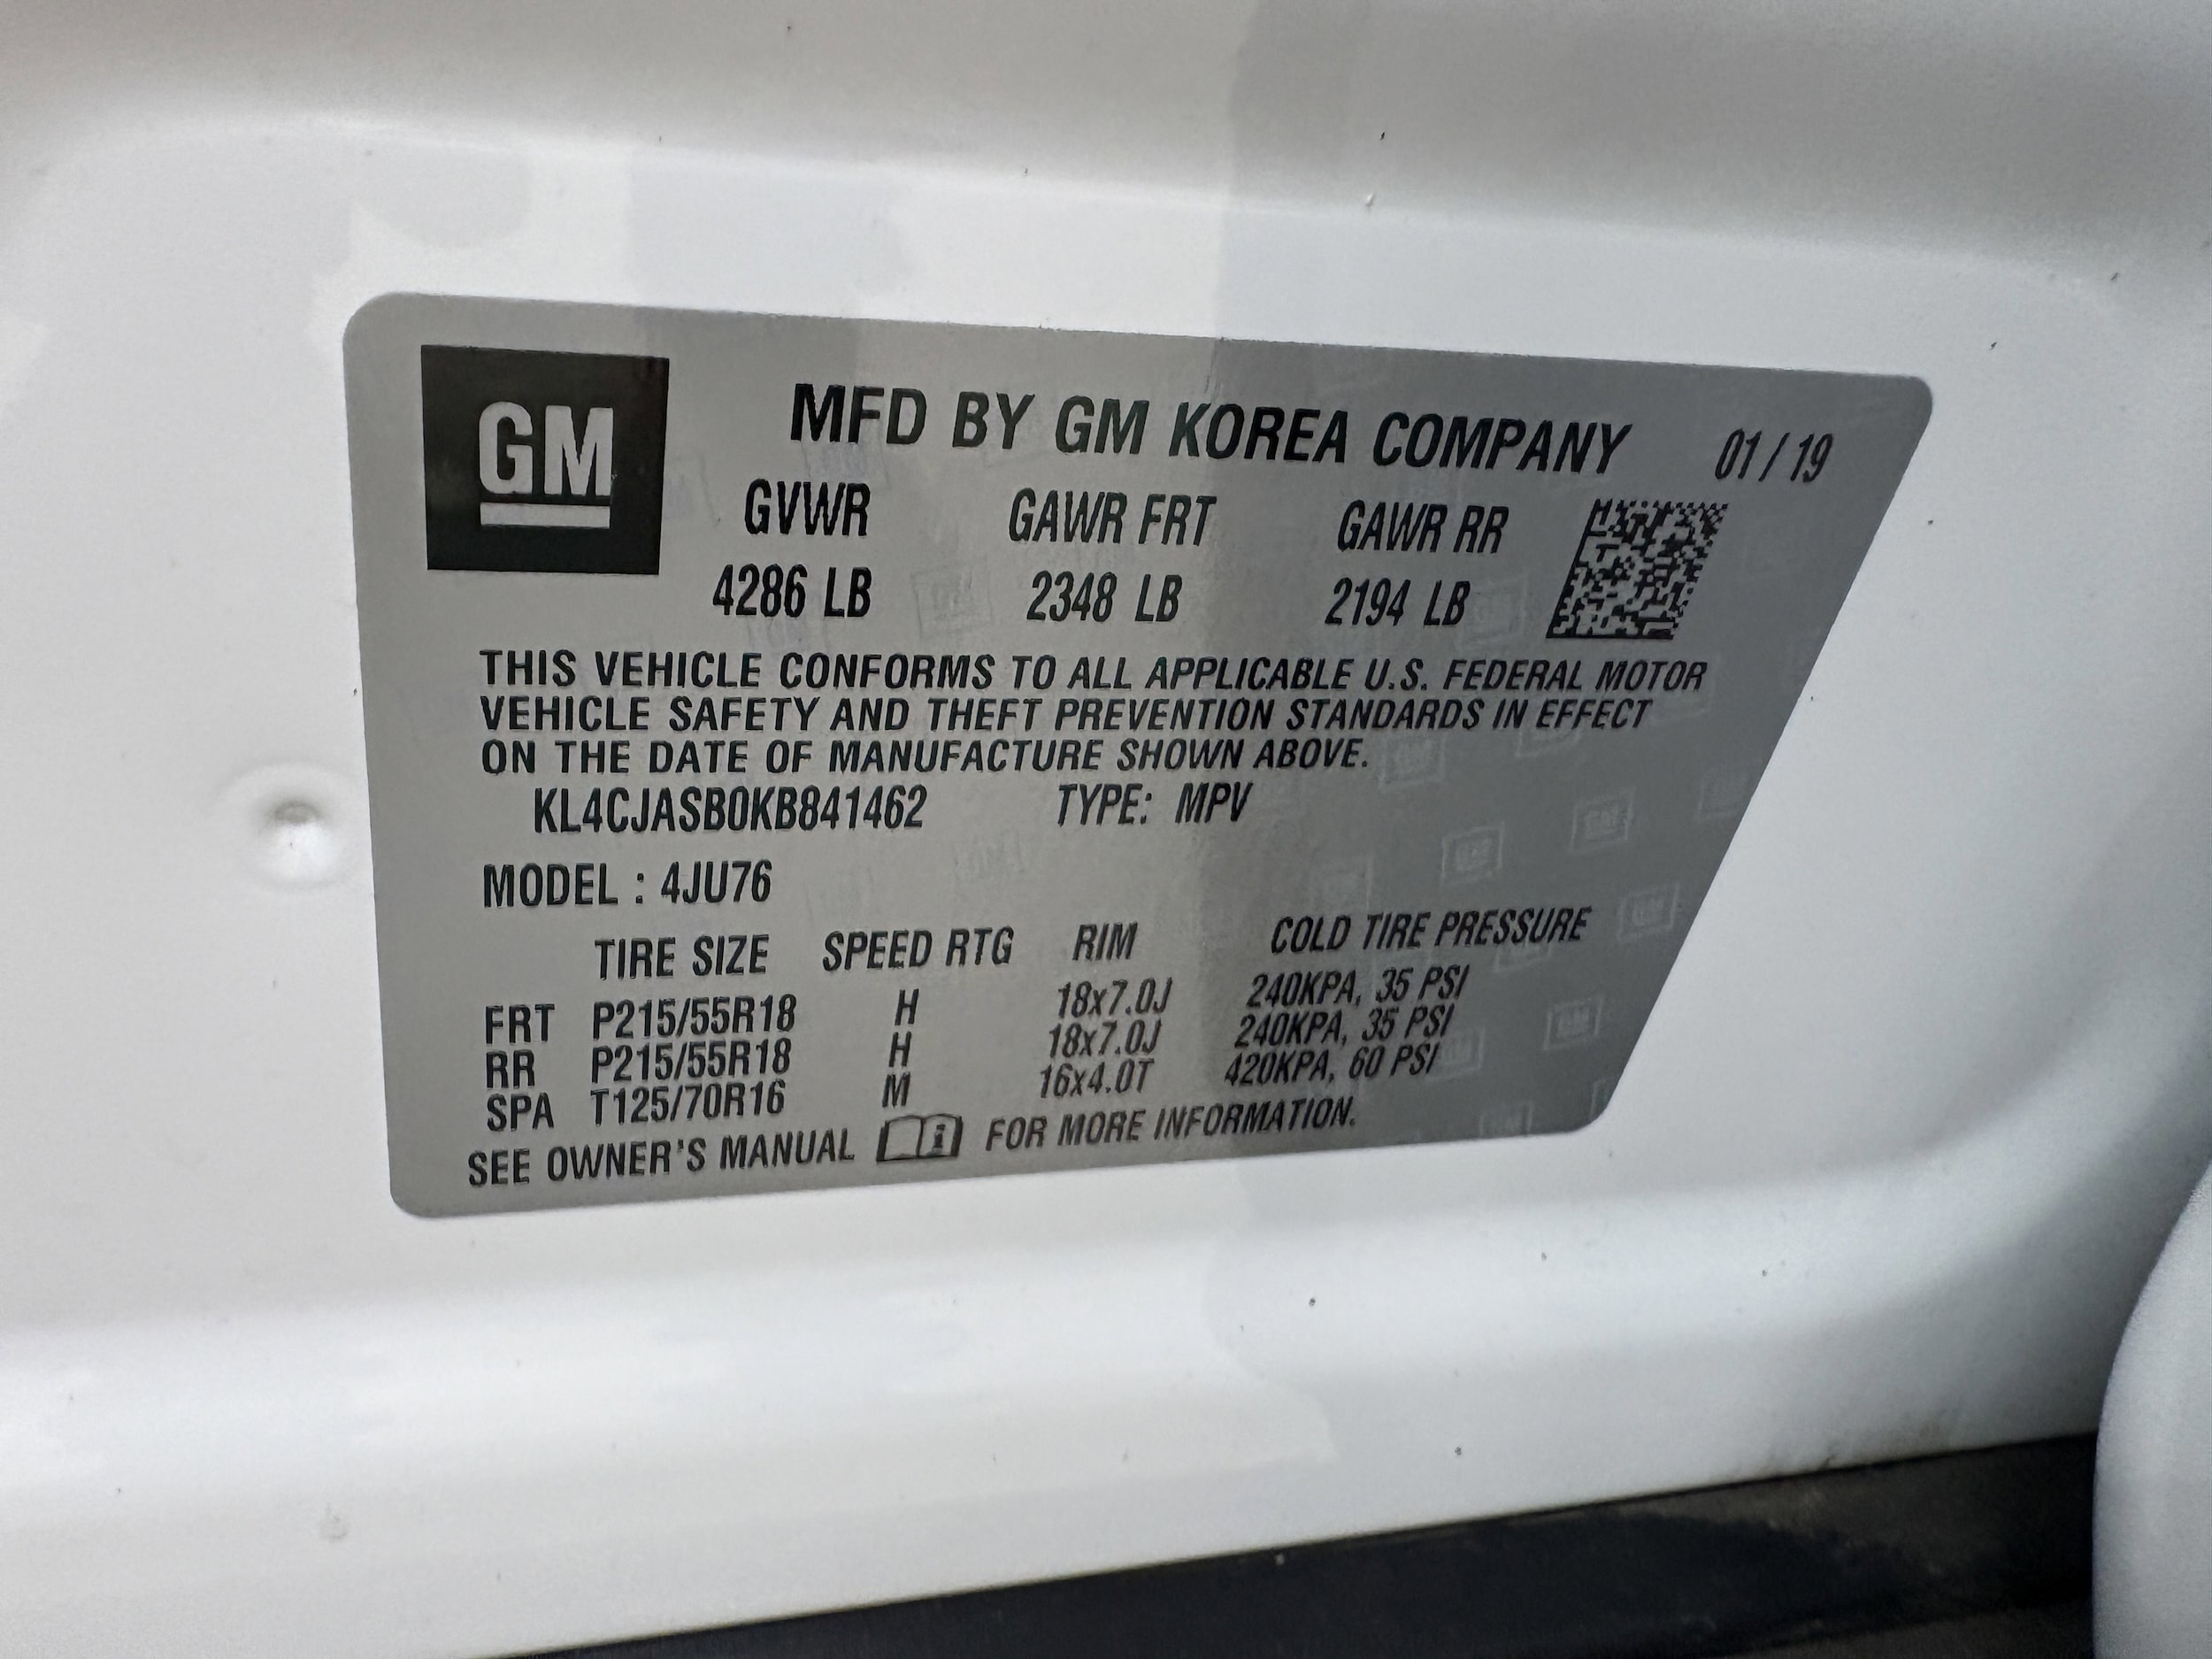 GM
MFD BY GM KOREA COMPANY 01 / 19
GVWR GAWR FRT GAWR RR
4286 LB 2348 LB 2194 LB
THIS VEHICLE CONFORMS TO ALL APPLICABLE U.S. FEDERAL MOTOR
VEHICLE SAFETY AND THEFT PREVENTION STANDARDS IN EFFECT
ON THE DATE OF MANUFACTURE SHOWN ABOVE.
KL4CJASB0KB841462 TYPE: MPV
MODEL : 4JU76
TIRE SIZE SPEED RTG RIM COLD TIRE PRESSURE
FRT P215/55R18 H 18x7.0J 240KPA, 35 PSI
RR P215/55R18 H 18x7.0J 240KPA, 35 PSI
SPA T125/70R16 M 16x4.0T 420KPA, 60 PSI
SEE OWNER'S MANUAL i FOR MORE INFORMATION.